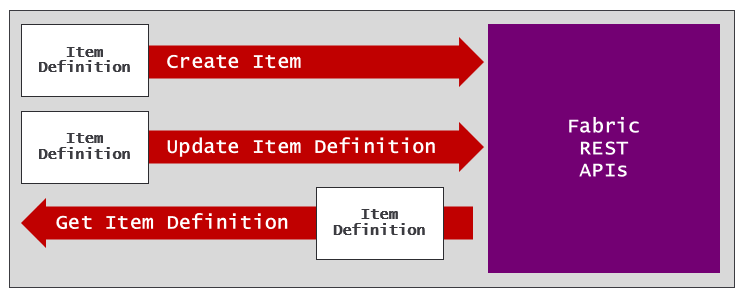 Item
Definition
Create Item
Item
Definition
Update Item Definition
Get Item Definition
Item
Definition
Fabric
REST
APIs